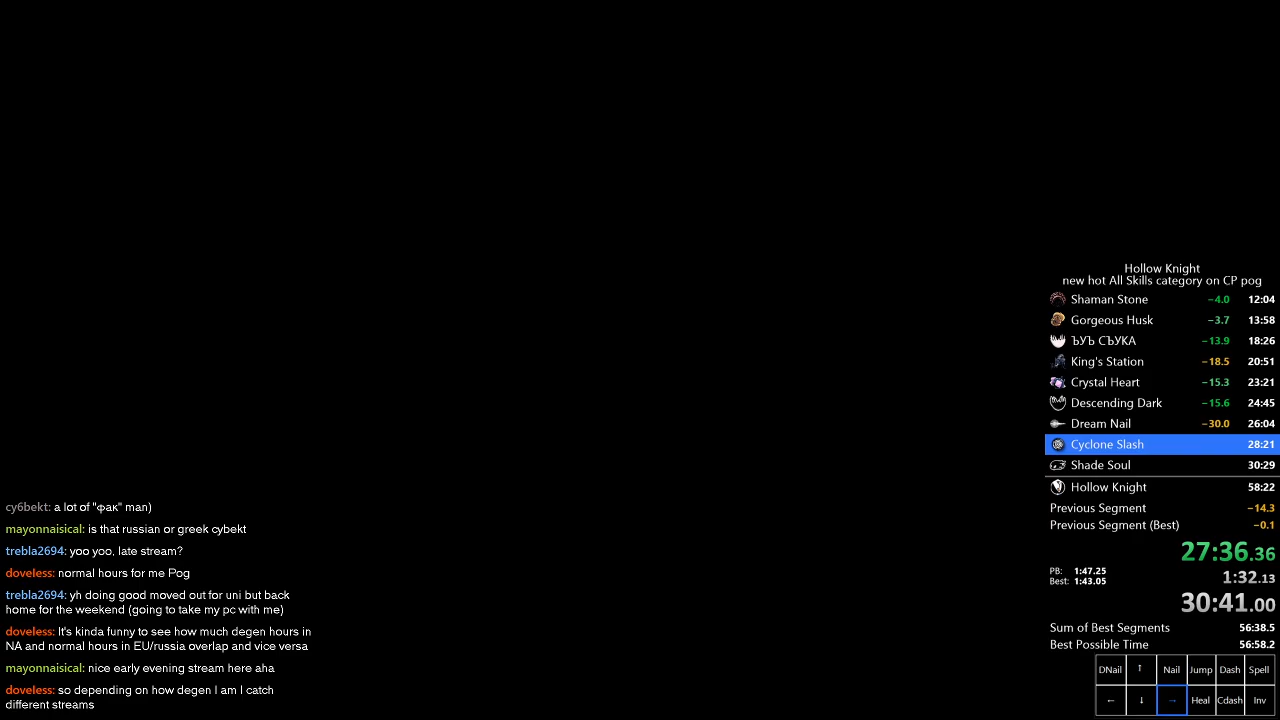 Hollow Knight
new hot All Skills category on CP pog
Shaman Stone −4.0 12:04
Gorgeous Husk −3.7 13:58
ЪУЪ СЪУКА −13.9 18:26
King's Station −18.5 20:51
Crystal Heart −15.3 23:21
Descending Dark −15.6 24:45
Dream Nail −30.0 26:04
Cyclone Slash 28:21
Shade Soul 30:29
Hollow Knight 58:22
Previous Segment −14.3
Previous Segment (Best) −0.1
27:36.36
PB: 1:47.25
Best: 1:43.05
1:32.13
30:41.00
Sum of Best Segments 56:38.5
Best Possible Time 56:58.2
DNail ↑ Nail Jump Dash Spell
← ↓ → Heal Cdash Inv
cy6bekt: a lot of "фак" man)
mayonnaisical: is that russian or greek cybekt
trebla2694: yoo yoo, late stream?
doveless: normal hours for me Pog
trebla2694: yh doing good moved out for uni but back
home for the weekend (going to take my pc with me)
doveless: It's kinda funny to see how much degen hours in
NA and normal hours in EU/russia overlap and vice versa
mayonnaisical: nice early evening stream here aha
doveless: so depending on how degen I am I catch
different streams